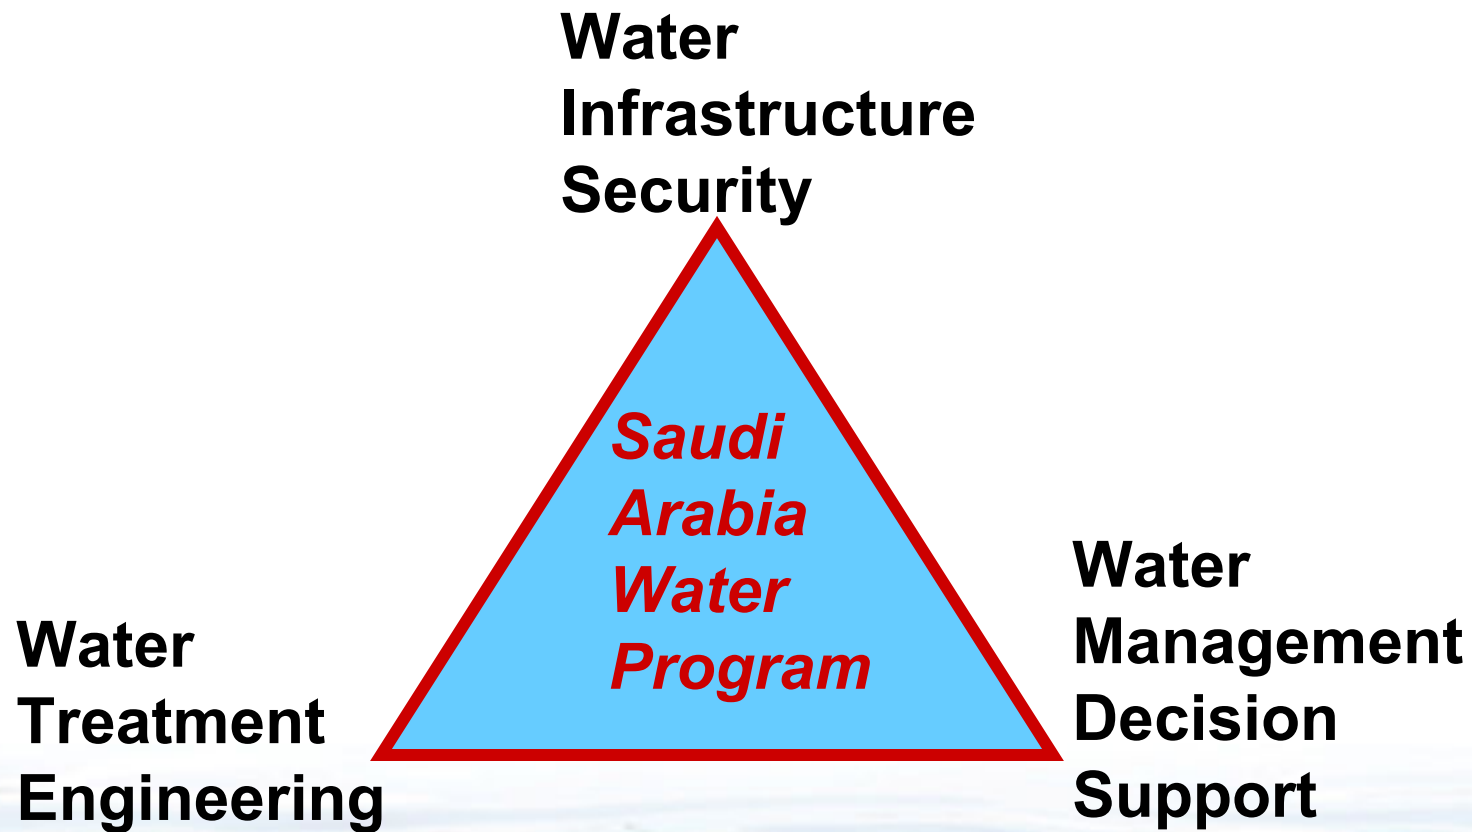 Water
Infrastructure
Security
Saudi
Arabia
Water
Program
Water
Treatment
Engineering
Water
Management
Decision
Support